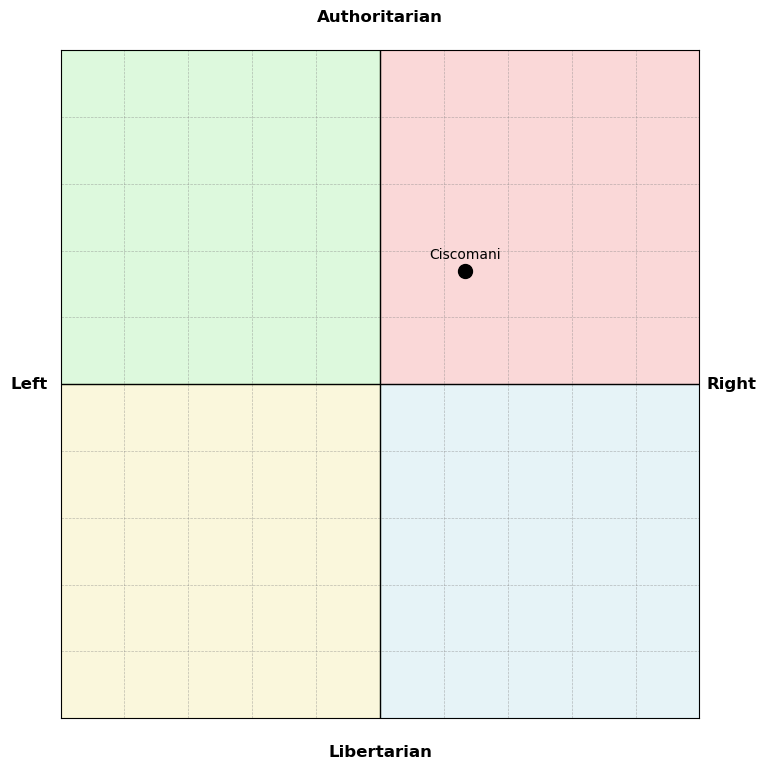 Authoritarian
Ciscomani
Left
Right
Libertarian